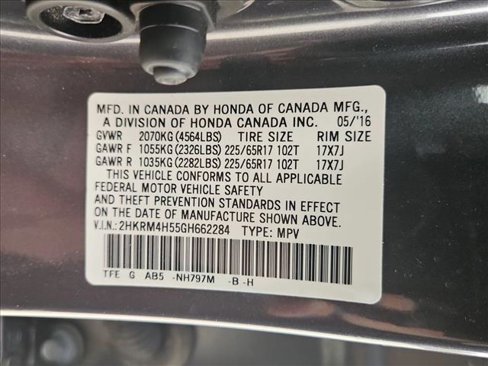 MFD. IN CANADA BY HONDA OF CANADA MFG.,
A DIVISION OF HONDA CANADA INC. 05/'16
GVWR 2070KG (4564LBS) TIRE SIZE RIM SIZE
GAWR F 1055KG (2326LBS) 225/65R17 102T 17X7J
GAWR R 1035KG (2282LBS) 225/65R17 102T 17X7J
THIS VEHICLE CONFORMS TO ALL APPLICABLE
FEDERAL MOTOR VEHICLE SAFETY
AND THEFT PREVENTION STANDARDS IN EFFECT
ON THE DATE OF MANUFACTURE SHOWN ABOVE.
V.I.N.: 2HKRM4H55GH662284 TYPE: MPV
TFE G AB5 -NH797M -B -H